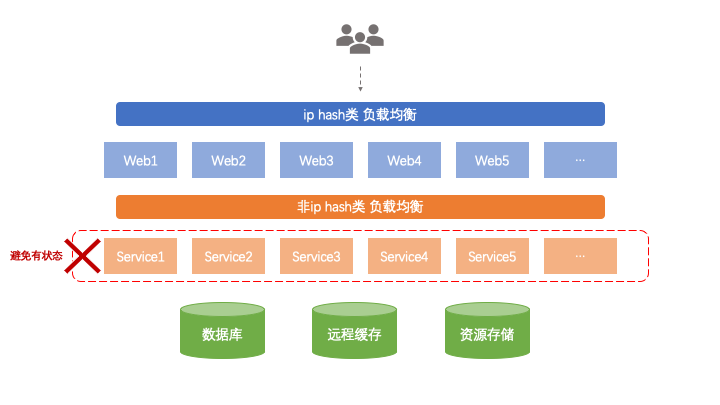 ip hash类 负载均衡
Web1 Web2 Web3 Web4 Web5 ...
非ip hash类 负载均衡
避免有状态 Service1 Service2 Service3 Service4 Service5 ...
数据库 远程缓存 资源存储